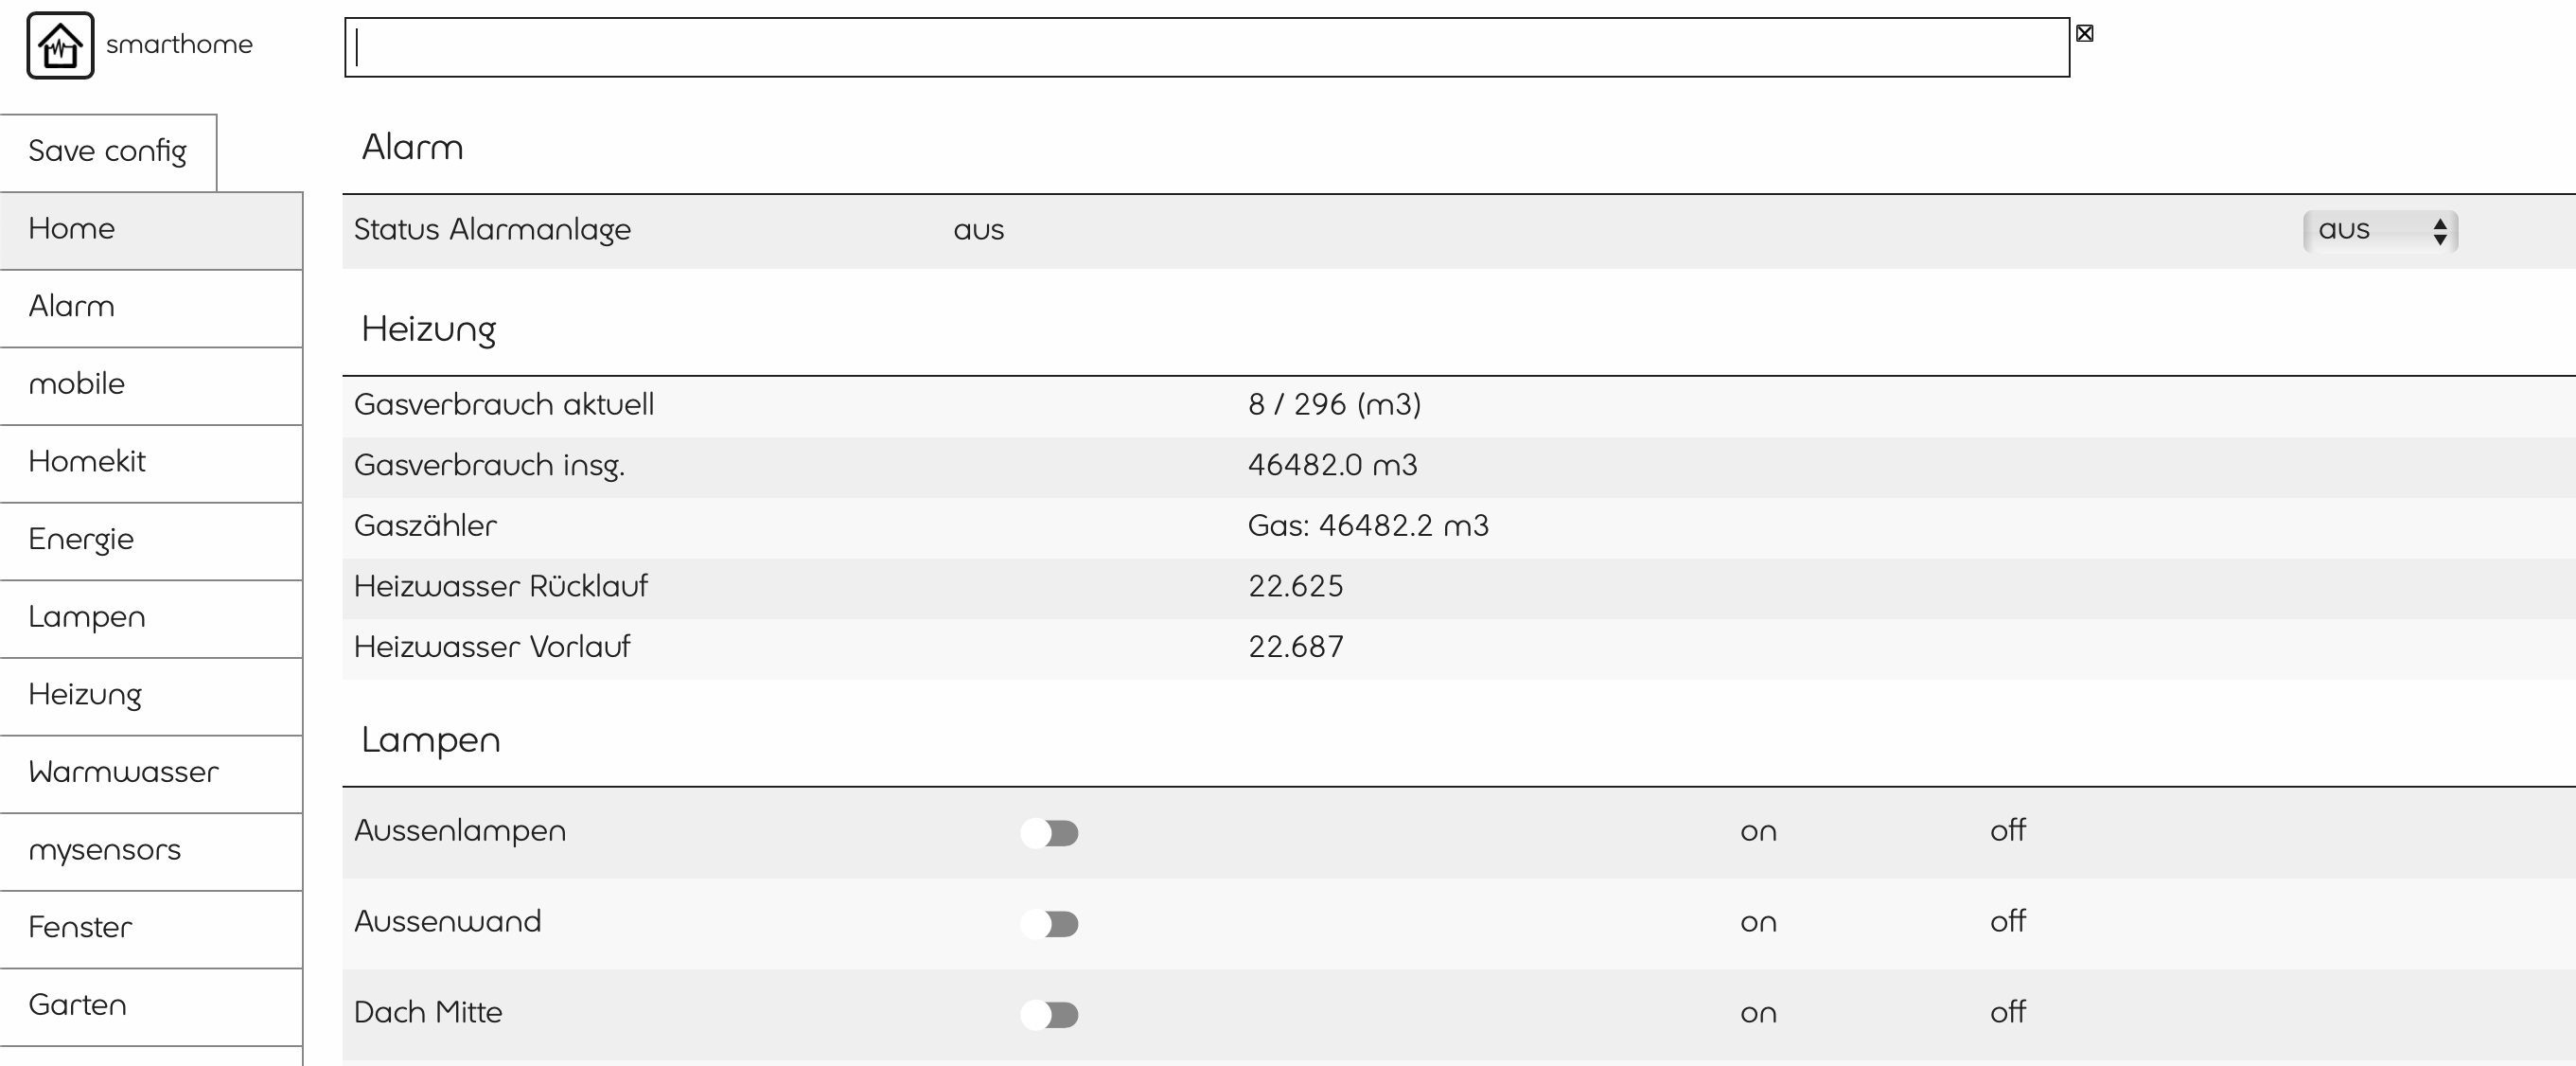 smarthome
Save config
Home
Alarm
mobile
Homekit
Energie
Lampen
Heizung
Warmwasser
mysensors
Fenster
Garten
Alarm
Status Alarmanlage aus aus
Heizung
Gasverbrauch aktuell 8 / 296 (m3)
Gasverbrauch insg. 46482.0 m3
Gaszähler Gas: 46482.2 m3
Heizwasser Rücklauf 22.625
Heizwasser Vorlauf 22.687
Lampen
Aussenlampen on off
Aussenwand on off
Dach Mitte on off